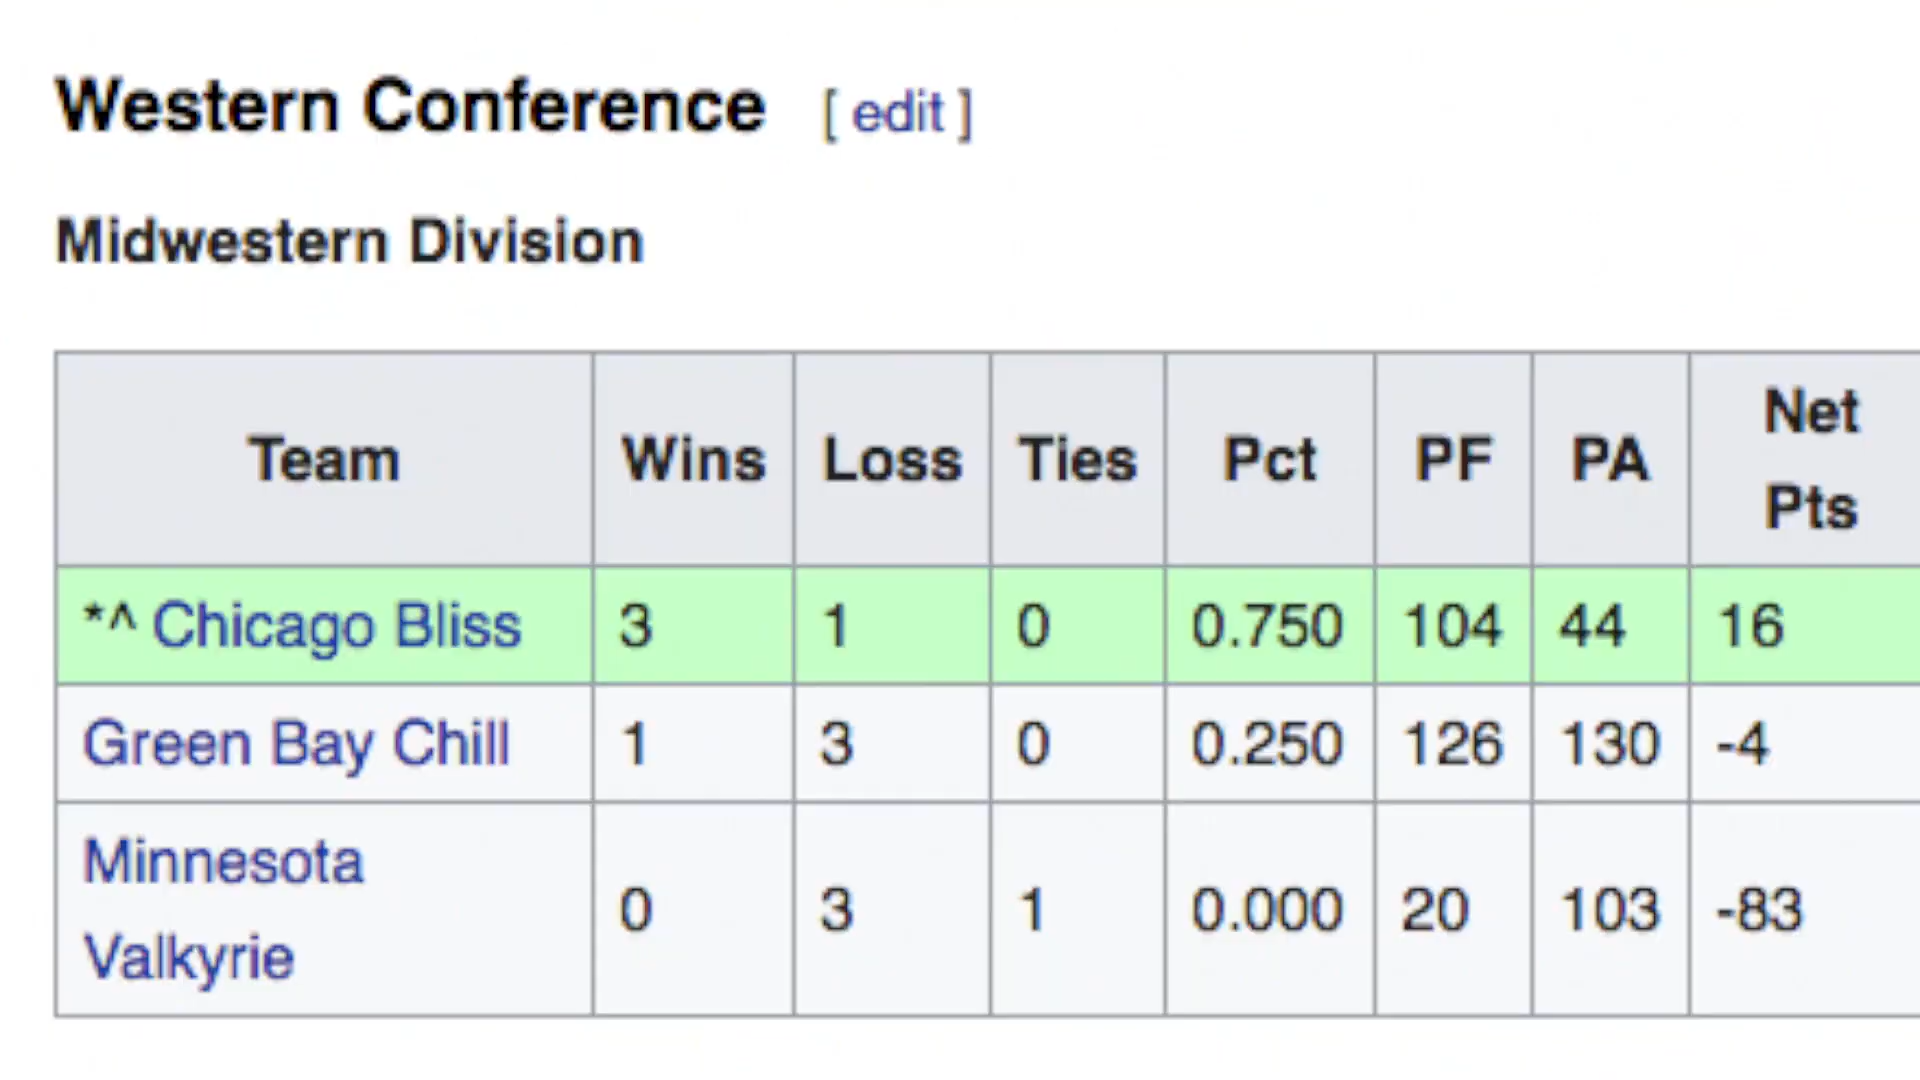 Western Conference [ edit ]
Midwestern Division
Team Wins Loss Ties Pct PF PA Net Pts
*^ Chicago Bliss 3 1 0 0.750 104 44 16
Green Bay Chill 1 3 0 0.250 126 130 -4
Minnesota Valkyrie 0 3 1 0.000 20 103 -83